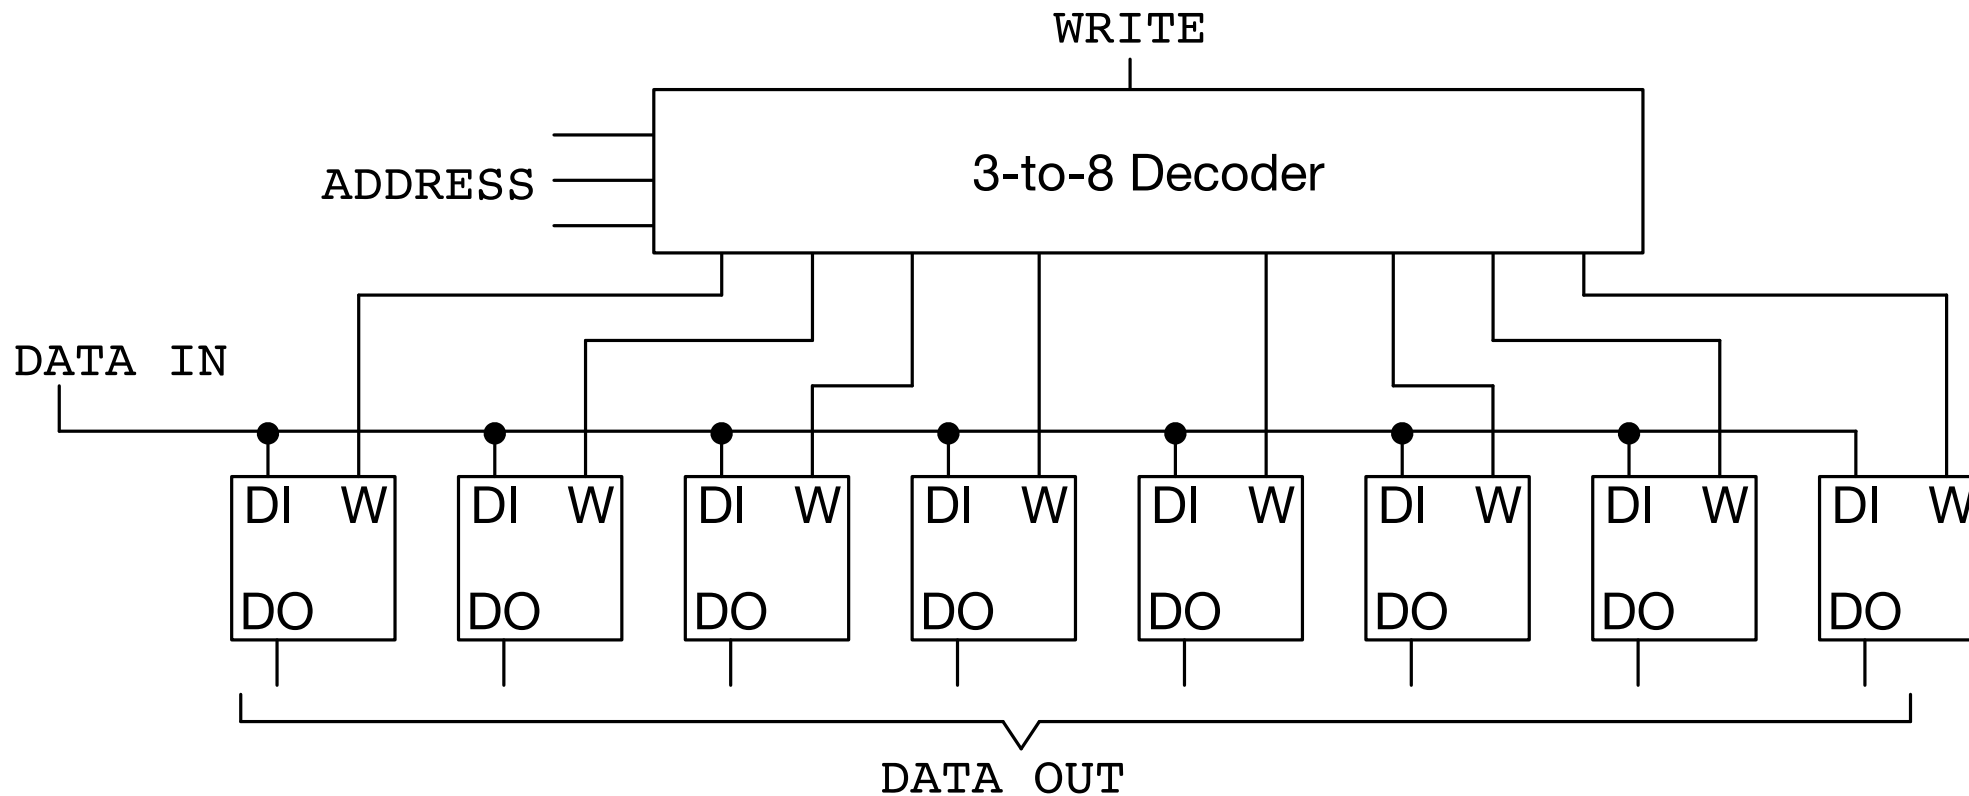 WRITE
3-to-8 Decoder
ADDRESS
DATA IN
DI W DI W DI W DI W DI W DI W DI W DI W
DO DO DO DO DO DO DO DO
DATA OUT